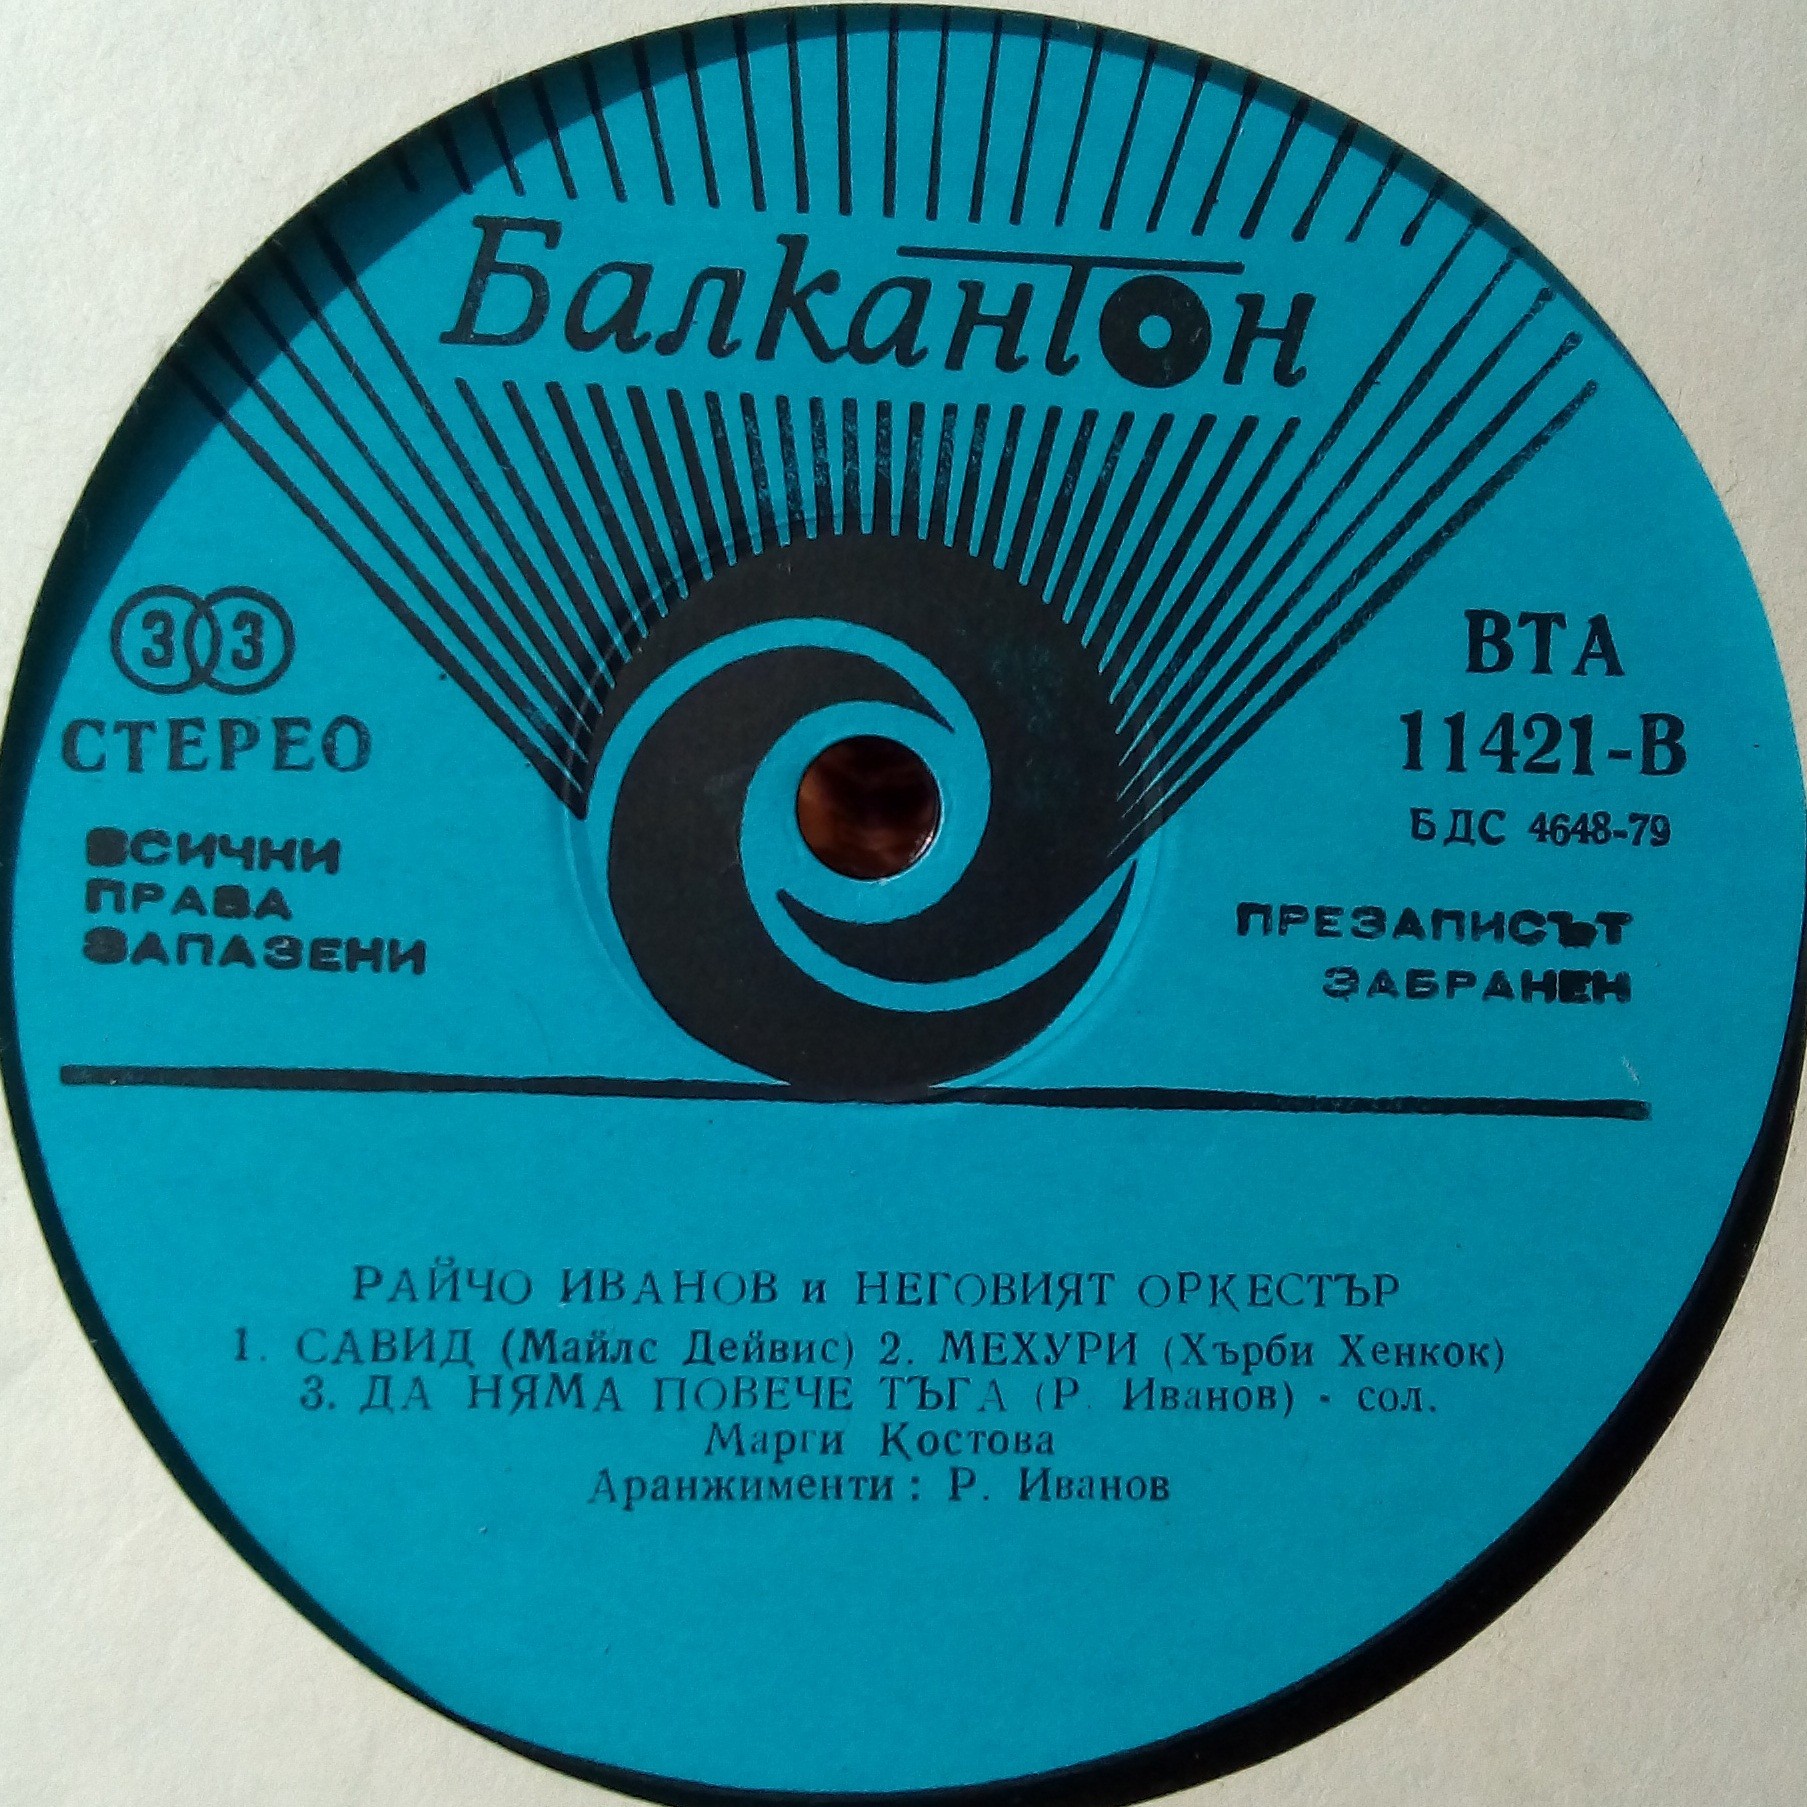 Балкантон
33
СТЕРЕО
ВСИЧНИ
ПРАВА
ЗАПАЗЕНИ
ВТА
11421-В
БДС 4648-79
ПРЕЗАПИСЪТ
ЗАБРАНЕН
РАЙЧО ИВАНОВ и НЕГОВИЯТ ОРКЕСТЪР
1. САВИД (Майлс Дейвис) 2. МЕХУРИ (Хърби Хенкок)
3. ДА НЯМА ПОВЕЧЕ ТЪГА (Р. Иванов) - сол.
Марги Костова
Аранжименти: Р. Иванов